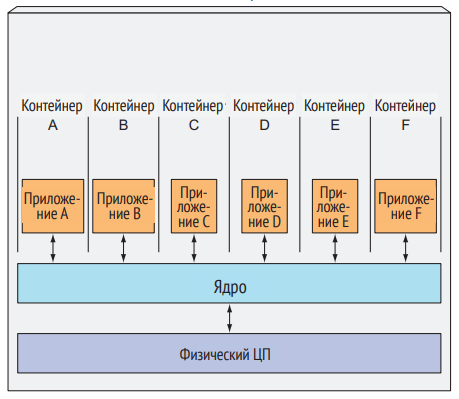 Контейнер Контейнер Контейнер Контейнер Контейнер Контейнер
A B C D E F
Приложе- Приложе- При- При- При- Приложе-
ние A ние B ложе- ложе- ложе- ние F
ние C ние D ние E
Ядро
Физический ЦП